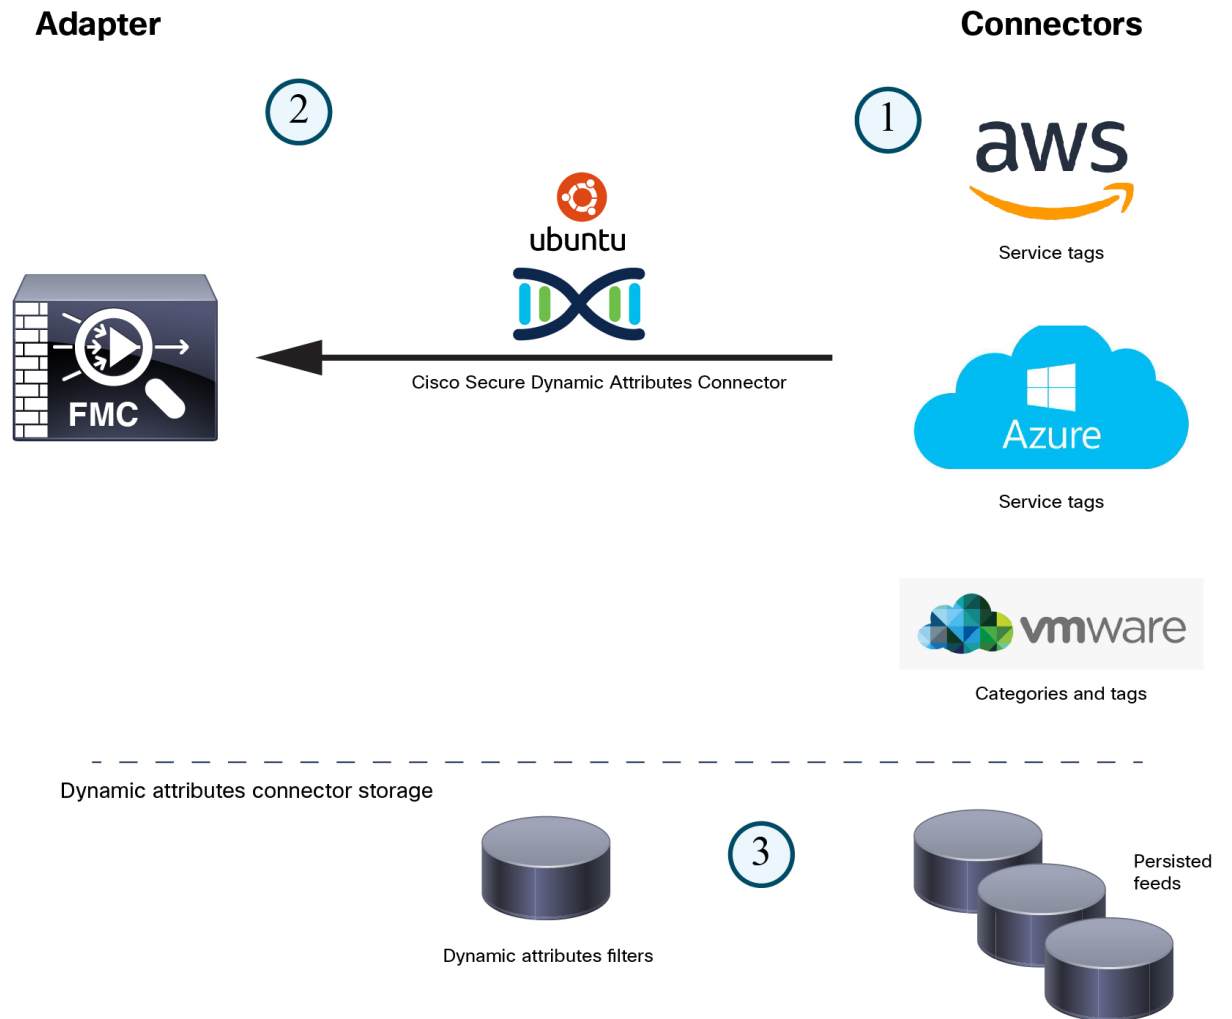 Adapter
Connectors
2
1
aws
ubuntu
Service tags
FMC
Cisco Secure Dynamic Attributes Connector
Azure
Service tags
vmware
Categories and tags
Dynamic attributes connector storage
3
Persisted
feeds
Dynamic attributes filters